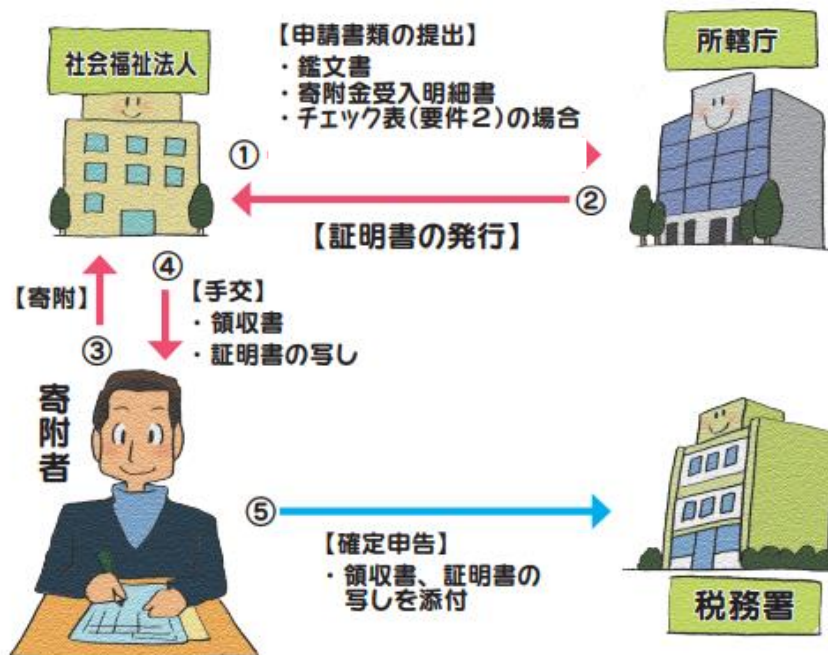 社会福祉法人
【申請書類の提出】
・鑑文書
・寄附金受入明細書
・チェック表(要件2)の場合
所轄庁
①
②
【証明書の発行】
④
【寄附】
【手交】
・領収書
・証明書の写し
③
寄附者
⑤
【確定申告】
・領収書、証明書の
写しを添付
税務署